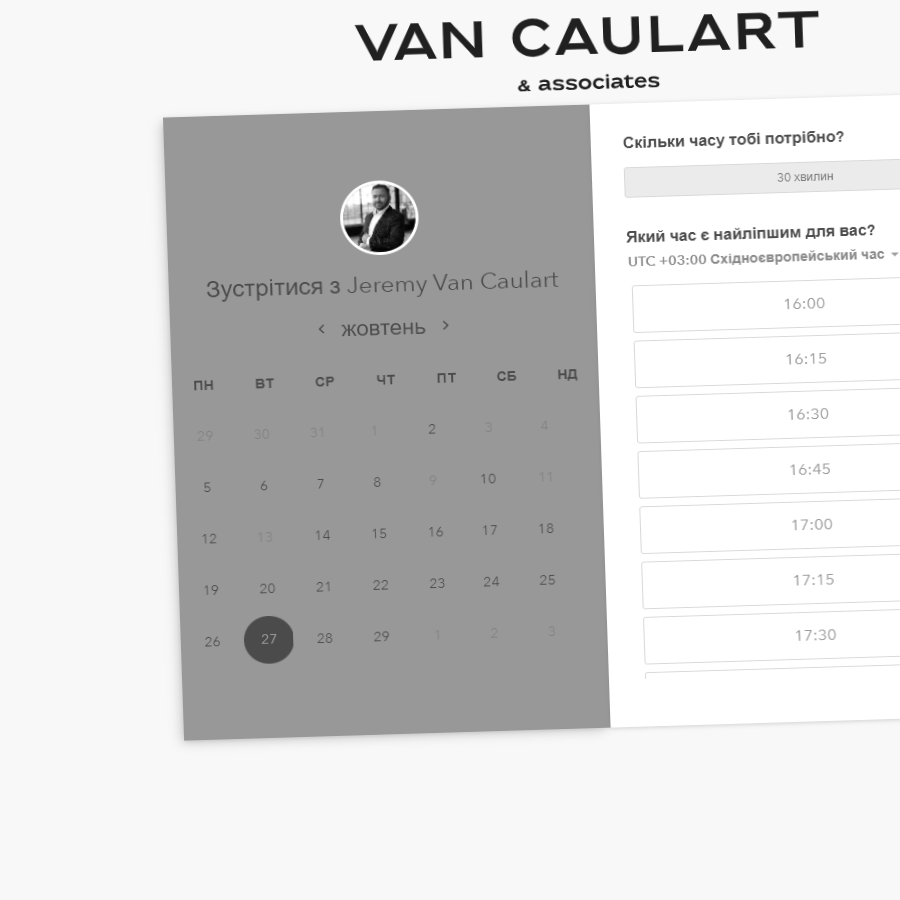 VAN CAULART
& associates
Зустрітися з Jeremy Van Caulart
жовтень
ПН ВТ СР ЧТ ПТ СБ НД
29 30 31 1 2 3 4
5 6 7 8 9 10 11
12 13 14 15 16 17 18
19 20 21 22 23 24 25
26 27 28 29 1 2 3
Скільки часу тобі потрібно?
30 хвилин
Який час є найліпшим для вас?
UTC +03:00 Східноєвропейський час
16:00
16:15
16:30
16:45
17:00
17:15
17:30